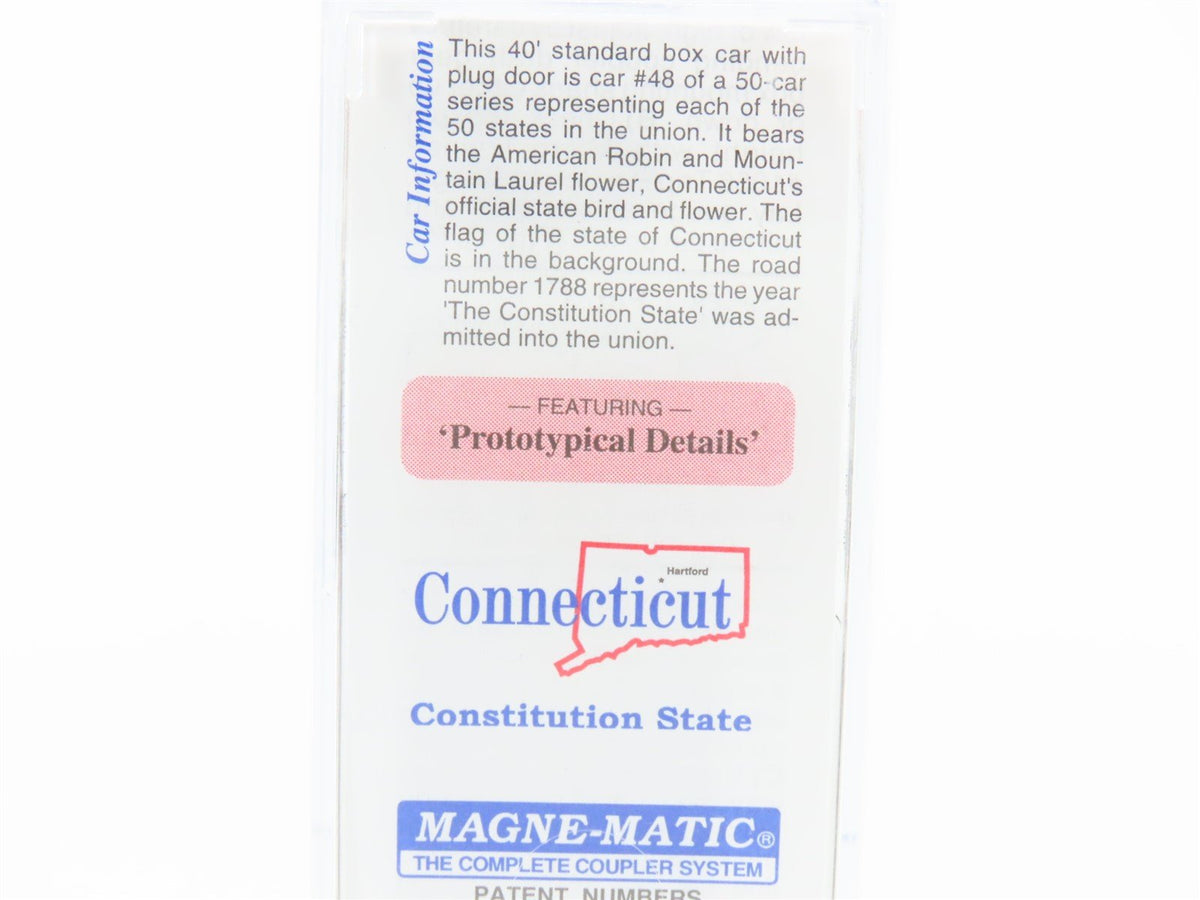 Car Information
This 40' standard box car with
plug door is car #48 of a 50-car
series representing each of the
50 states in the union. It bears
the American Robin and Moun-
tain Laurel flower, Connecticut's
official state bird and flower. The
flag of the state of Connecticut
is in the background. The road
number 1788 represents the year
'The Constitution State' was ad-
mitted into the union.
— FEATURING —
‘Prototypical Details’
Hartford
Connecticut
Constitution State
MAGNE-MATIC®
THE COMPLETE COUPLER SYSTEM
PATENT NUMBERS